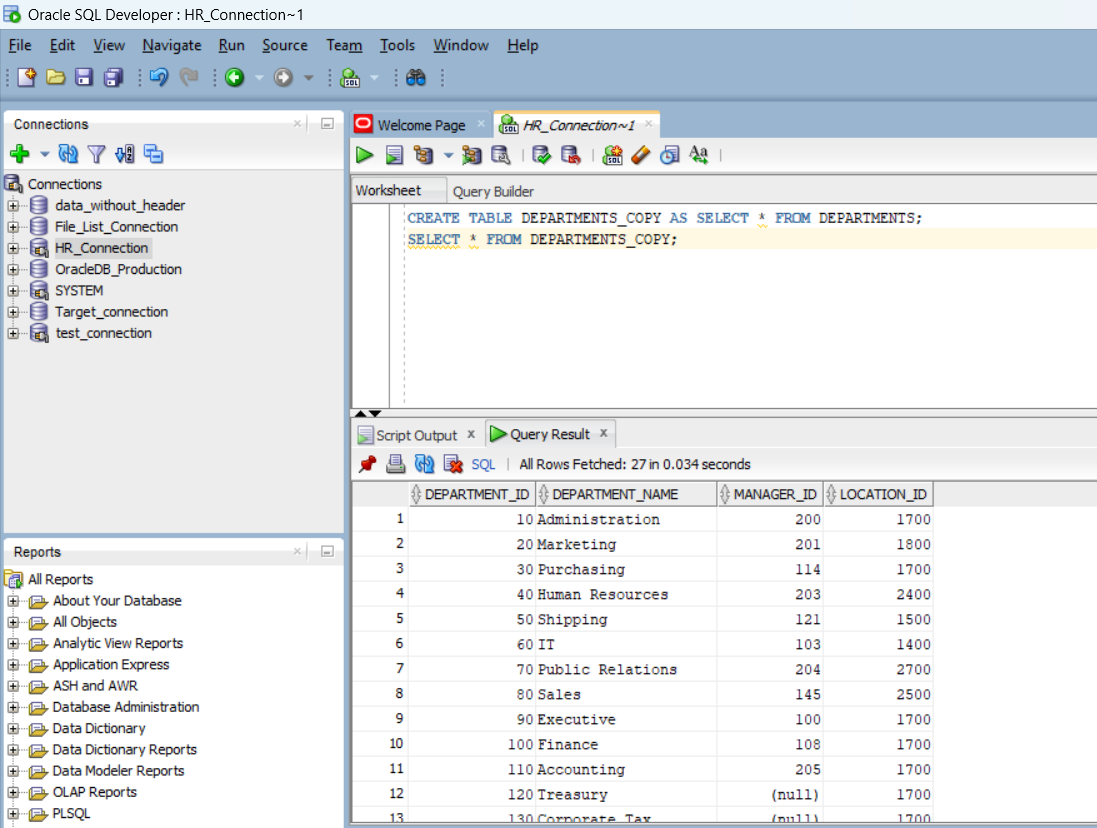 Oracle SQL Developer : HR_Connection~1
File Edit View Navigate Run Source Team Tools Window Help
Connections
Connections
data_without_header
File_List_Connection
HR_Connection
OracleDB_Production
SYSTEM
Target_connection
test_connection
Reports
All Reports
About Your Database
All Objects
Analytic View Reports
Application Express
ASH and AWR
Database Administration
Data Dictionary
Data Dictionary Reports
Data Modeler Reports
OLAP Reports
PLSQL
Welcome Page HR_Connection~1
Worksheet Query Builder
CREATE TABLE DEPARTMENTS_COPY AS SELECT * FROM DEPARTMENTS;
SELECT * FROM DEPARTMENTS_COPY;
Script Output x Query Result x
SQL | All Rows Fetched: 27 in 0.034 seconds
DEPARTMENT_ID DEPARTMENT_NAME MANAGER_ID LOCATION_ID
1 10 Administration 200 1700
2 20 Marketing 201 1800
3 30 Purchasing 114 1700
4 40 Human Resources 203 2400
5 50 Shipping 121 1500
6 60 IT 103 1400
7 70 Public Relations 204 2700
8 80 Sales 145 2500
9 90 Executive 100 1700
10 100 Finance 108 1700
11 110 Accounting 205 1700
12 120 Treasury (null) 1700
13 130 Corporate Tax (null) 1700